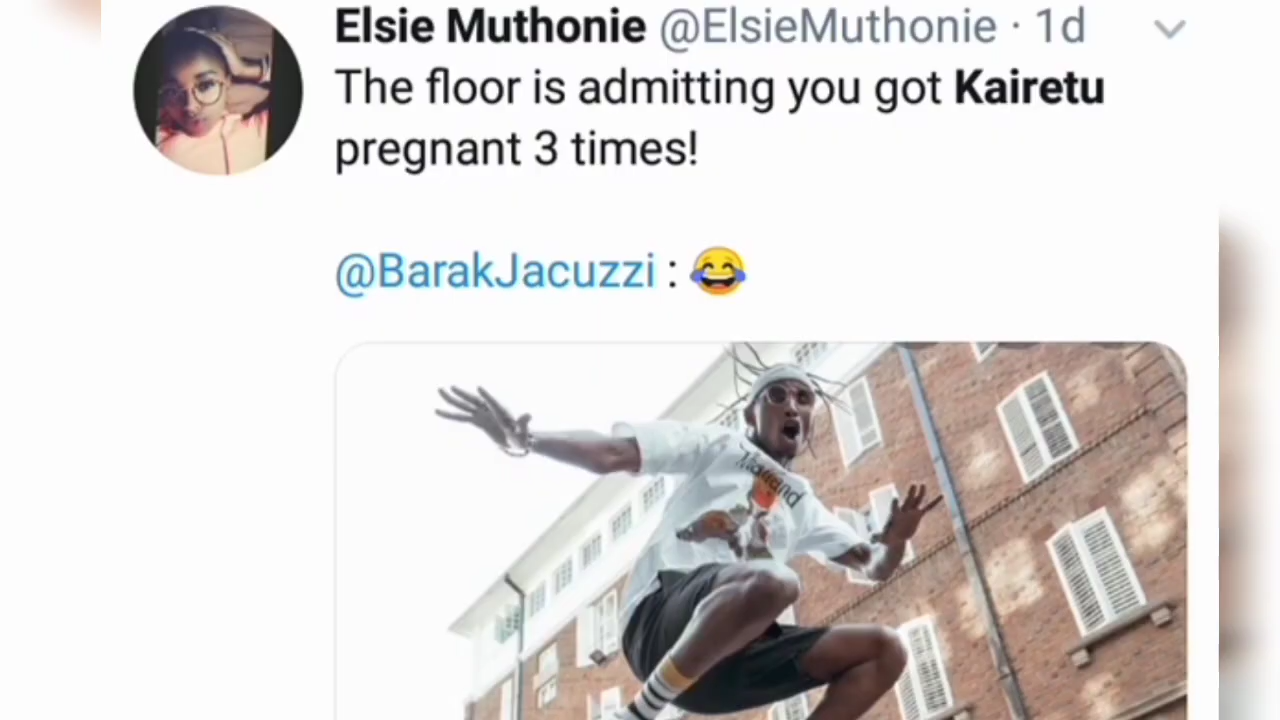 Elsie Muthonie @ElsieMuthonie · 1d
The floor is admitting you got Kairetu
pregnant 3 times!
@BarakJacuzzi : 😂